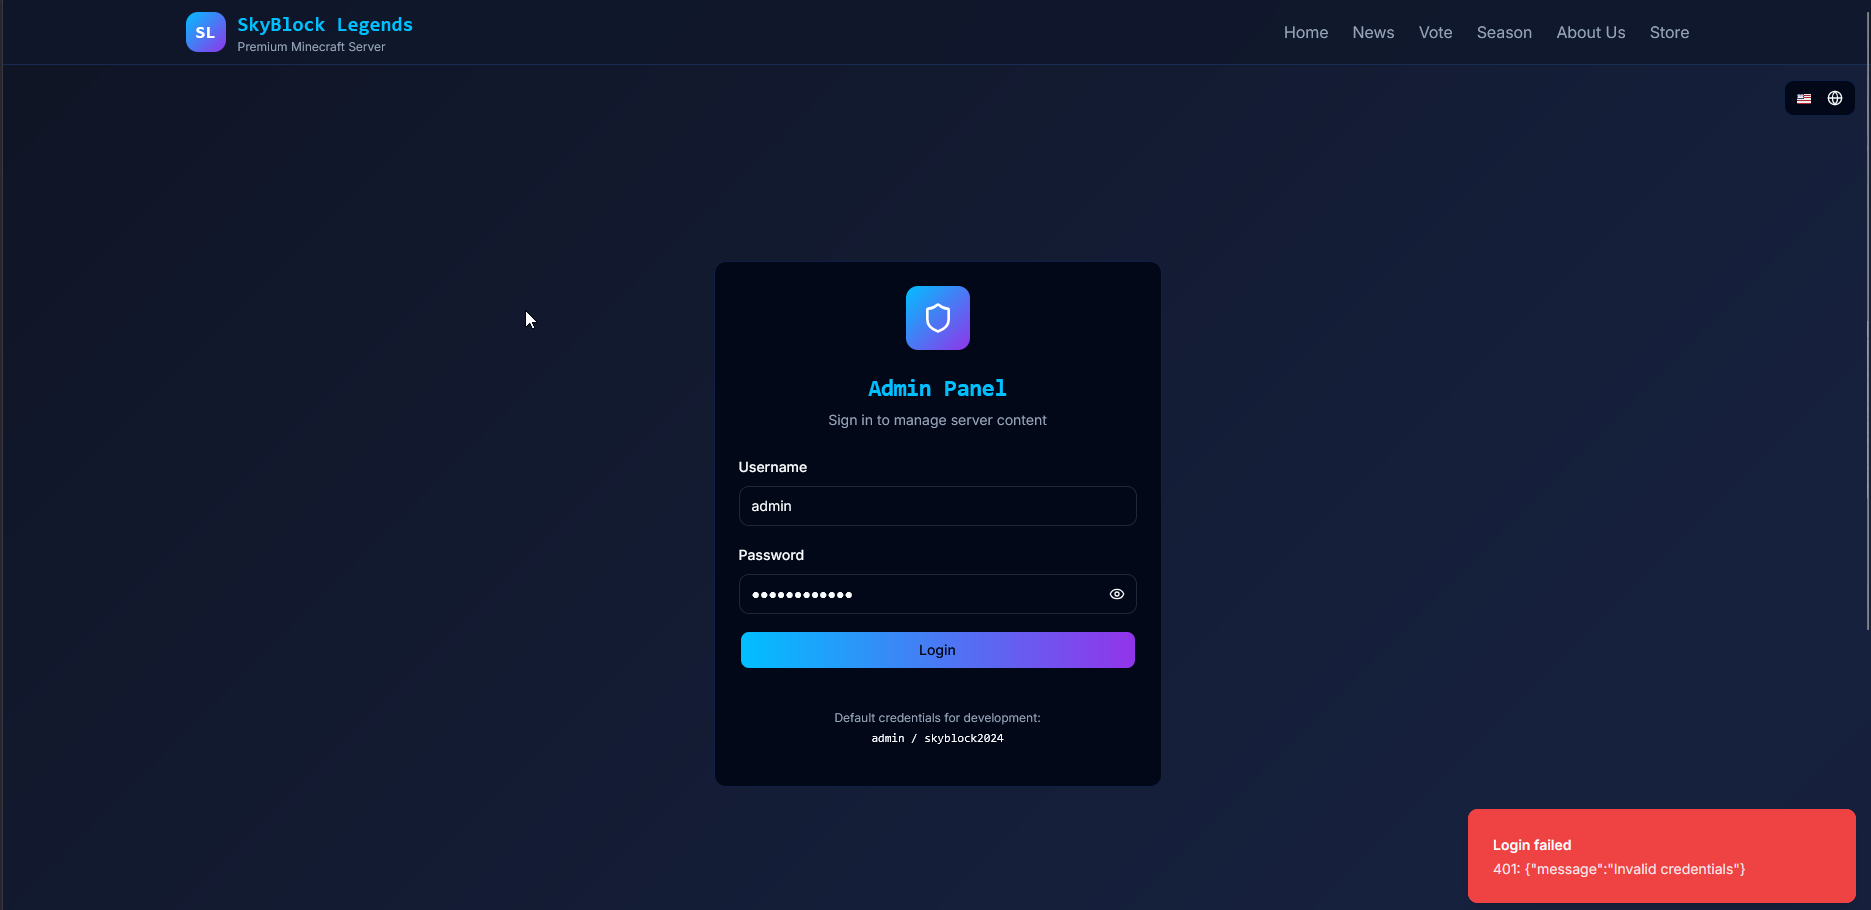 SL
SkyBlock Legends
Premium Minecraft Server
Home
News
Vote
Season
About Us
Store
Admin Panel
Sign in to manage server content
Username
admin
Password
••••••••••••
Login
Default credentials for development:
admin / skyblock2024
Login failed
401: {"message":"Invalid credentials"}